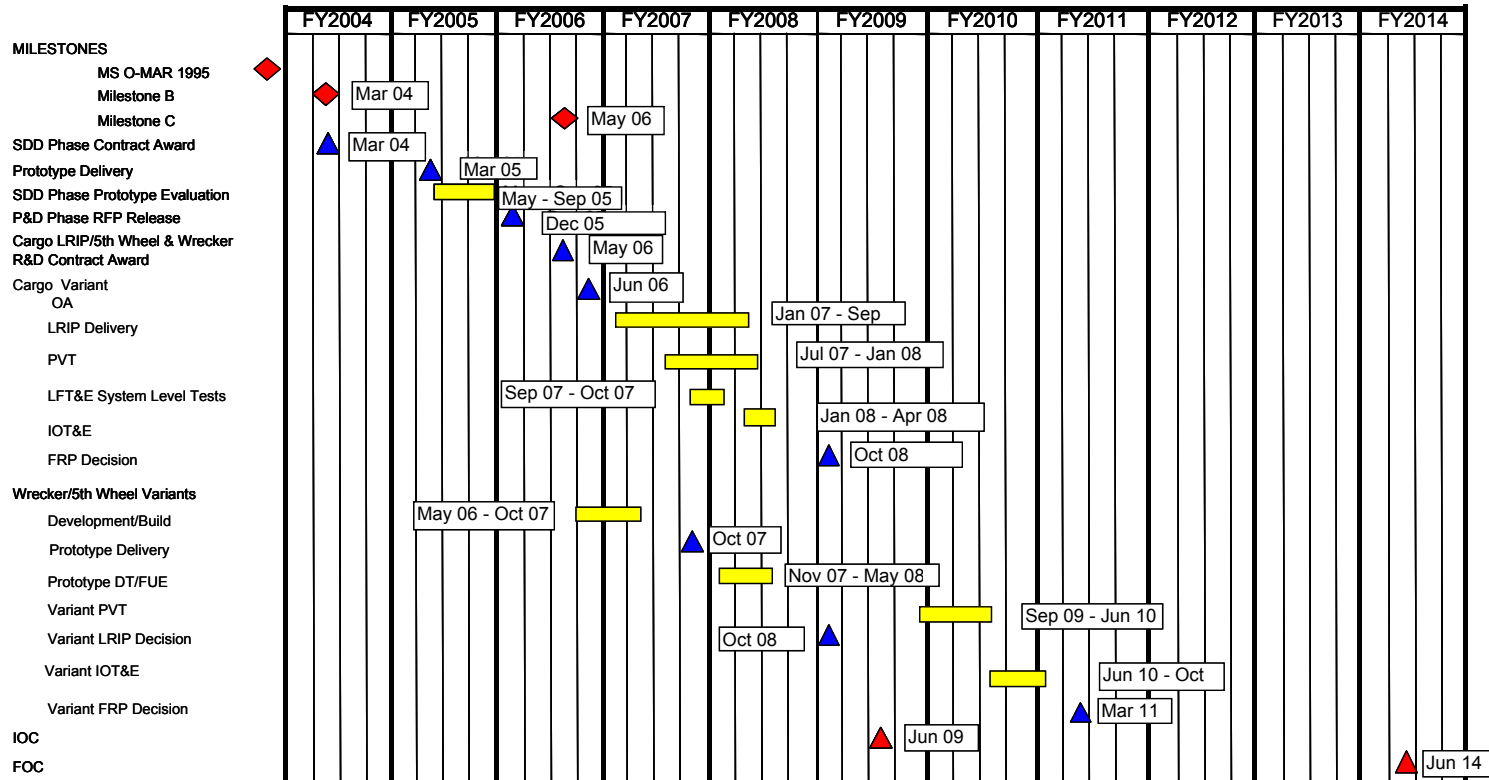 FY2004 FY2005 FY2006 FY2007 FY2008 FY2009 FY2010 FY2011 FY2012 FY2013 FY2014
MILESTONES
MS O-MAR 1995
Milestone B Mar 04
Milestone C May 06
SDD Phase Contract Award Mar 04
Prototype Delivery Mar 05
SDD Phase Prototype Evaluation May - Sep 05
P&D Phase RFP Release Dec 05
Cargo LRIP/5th Wheel & Wrecker May 06
R&D Contract Award
Cargo Variant Jun 06
OA
LRIP Delivery Jan 07 - Sep
PVT Jul 07 - Jan 08
LFT&E System Level Tests Sep 07 - Oct 07
IOT&E Jan 08 - Apr 08
FRP Decision Oct 08
Wrecker/5th Wheel Variants
Development/Build May 06 - Oct 07
Prototype Delivery Oct 07
Prototype DT/FUE Nov 07 - May 08
Variant PVT Sep 09 - Jun 10
Variant LRIP Decision Oct 08
Variant IOT&E Jun 10 - Oct
Variant FRP Decision Mar 11
IOC Jun 09
FOC Jun 14